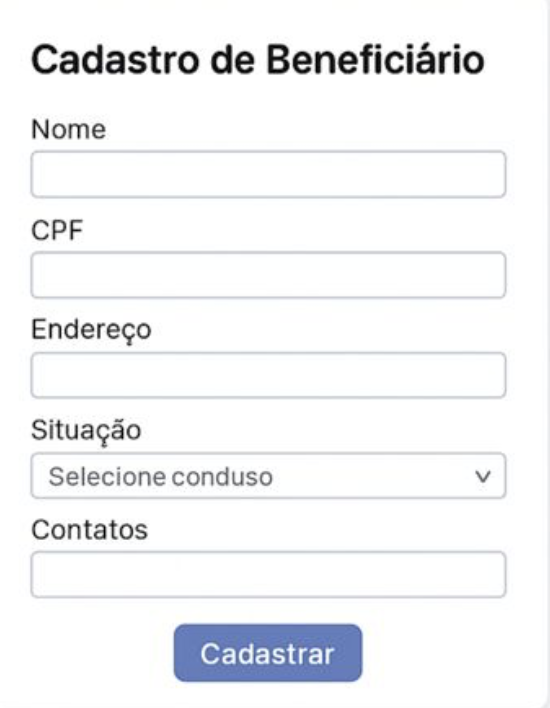 Cadastro de Beneficiário
Nome
CPF
Endereço
Situação
Selecione conduso
Contatos
Cadastrar